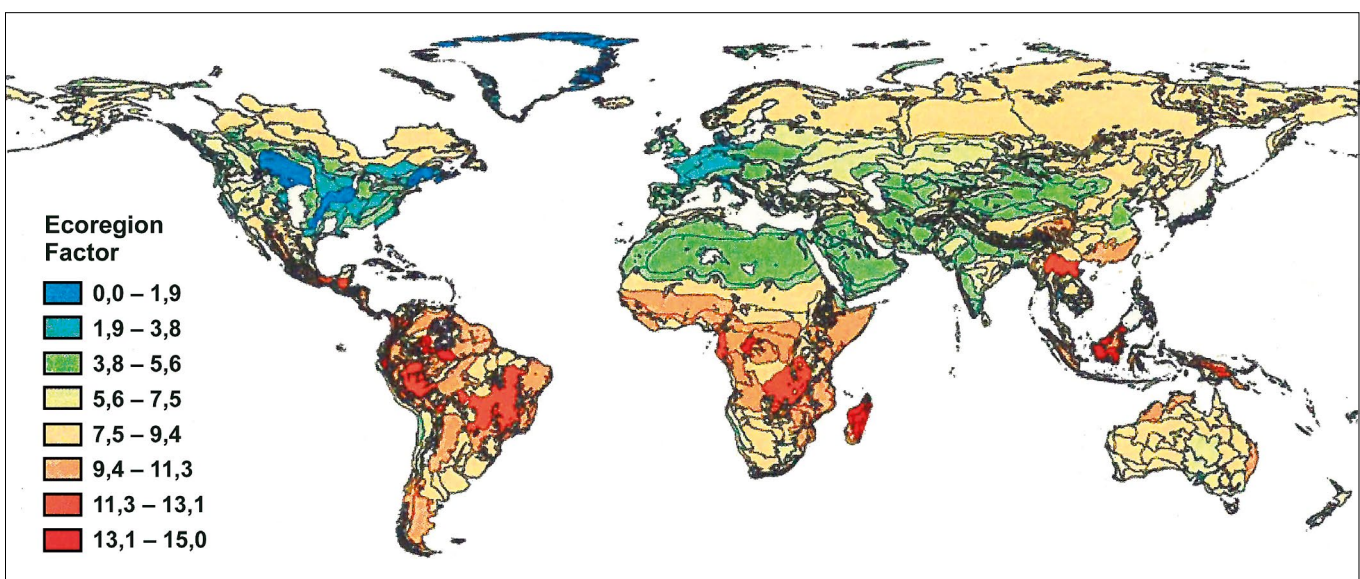 Ecoregion
Factor
0,0 – 1,9
1,9 – 3,8
3,8 – 5,6
5,6 – 7,5
7,5 – 9,4
9,4 – 11,3
11,3 – 13,1
13,1 – 15,0